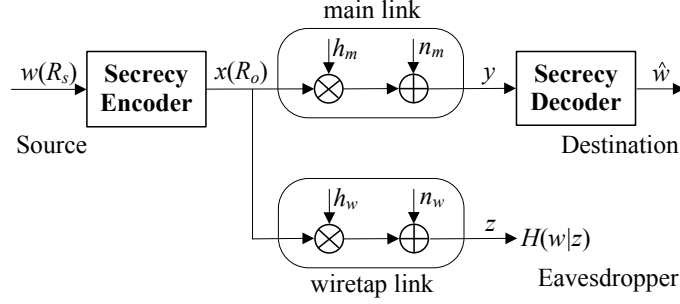 main link
h_m n_m
w(R_s) Secrecy Encoder x(R_o) y Secrecy Decoder ŵ
Source Destination
h_w n_w
z H(w|z)
wiretap link Eavesdropper